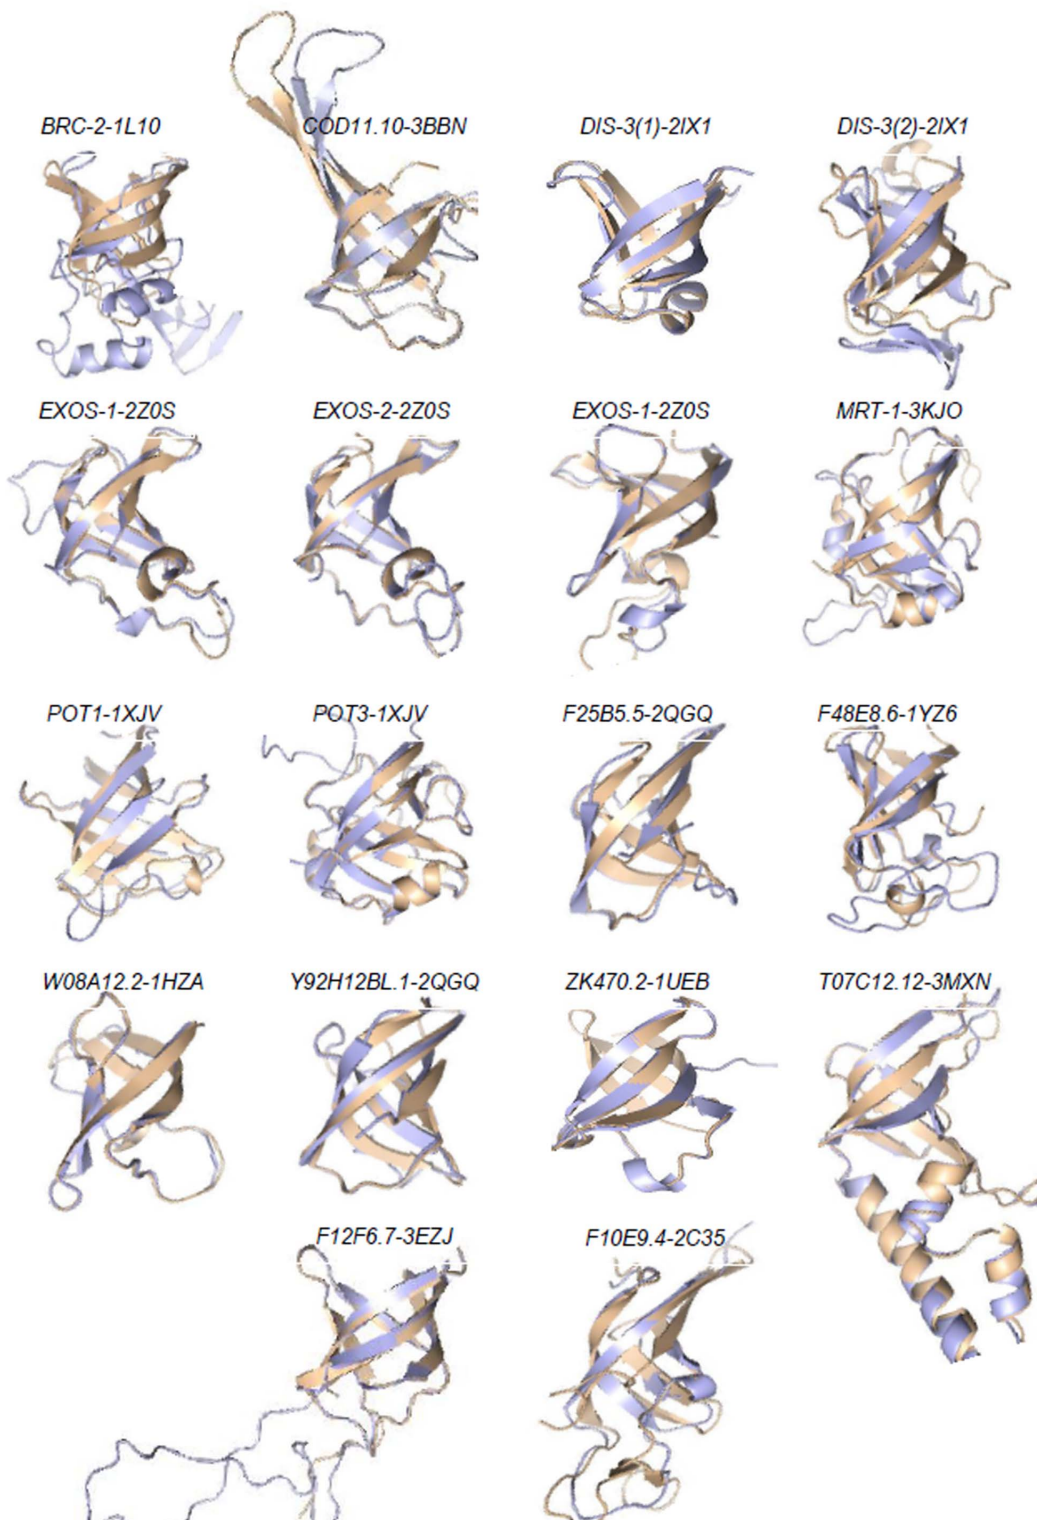 BRC-2-1L10
COD11.10-3BBN
DIS-3(1)-2IX1
DIS-3(2)-2IX1
EXOS-1-2Z0S
EXOS-2-2Z0S
EXOS-1-2Z0S
MRT-1-3KJO
POT1-1XJV
POT3-1XJV
F25B5.5-2QGQ
F48E8.6-1YZ6
W08A12.2-1HZA
Y92H12BL.1-2QGQ
ZK470.2-1UEB
T07C12.12-3MXN
F12F6.7-3EZJ
F10E9.4-2C35